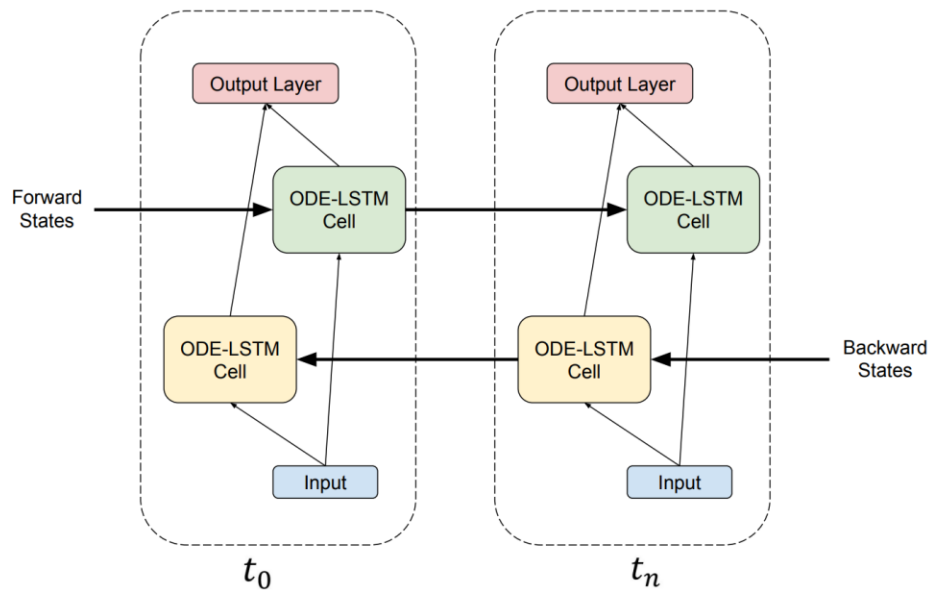 Output Layer
Output Layer
Forward
States
ODE-LSTM
Cell
ODE-LSTM
Cell
ODE-LSTM
Cell
ODE-LSTM
Cell
Backward
States
Input
Input
t₀
tₙ